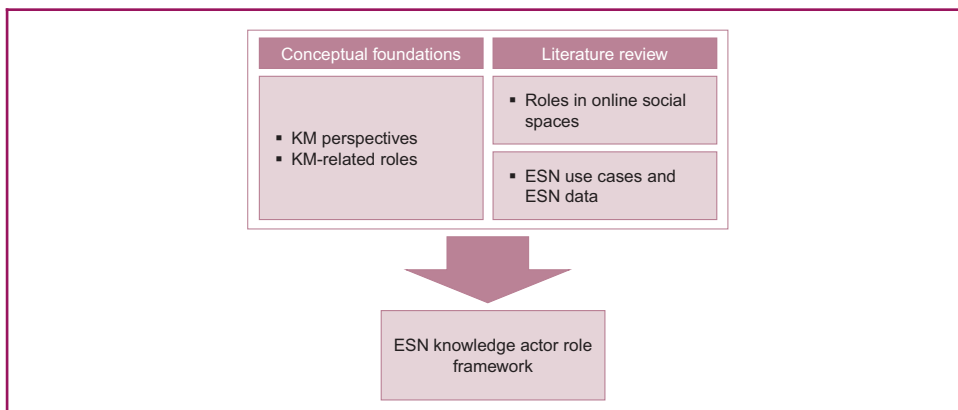 Conceptual foundations
▪ KM perspectives
▪ KM-related roles
Literature review
▪ Roles in online social
spaces
▪ ESN use cases and
ESN data
ESN knowledge actor role
framework